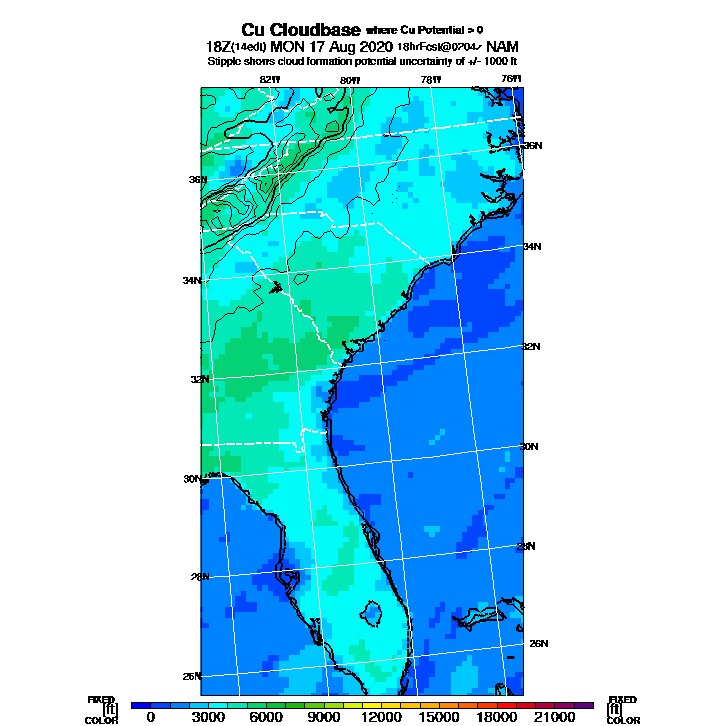 Cu Cloudbase where Cu Potential > 0
18Z(14edt) MON 17 Aug 2020 18hrFcst@0704z NAM
Stipple shows cloud formation potential uncertainty of +/- 1000 ft
82W 80W 78W 76W
36N 36N
34N 34N
32N 32N
30N 30N
28N 28N
26N 26N
FIXED FIXED
[ft] [ft]
COLOR COLOR
0 3000 6000 9000 12000 15000 18000 21000